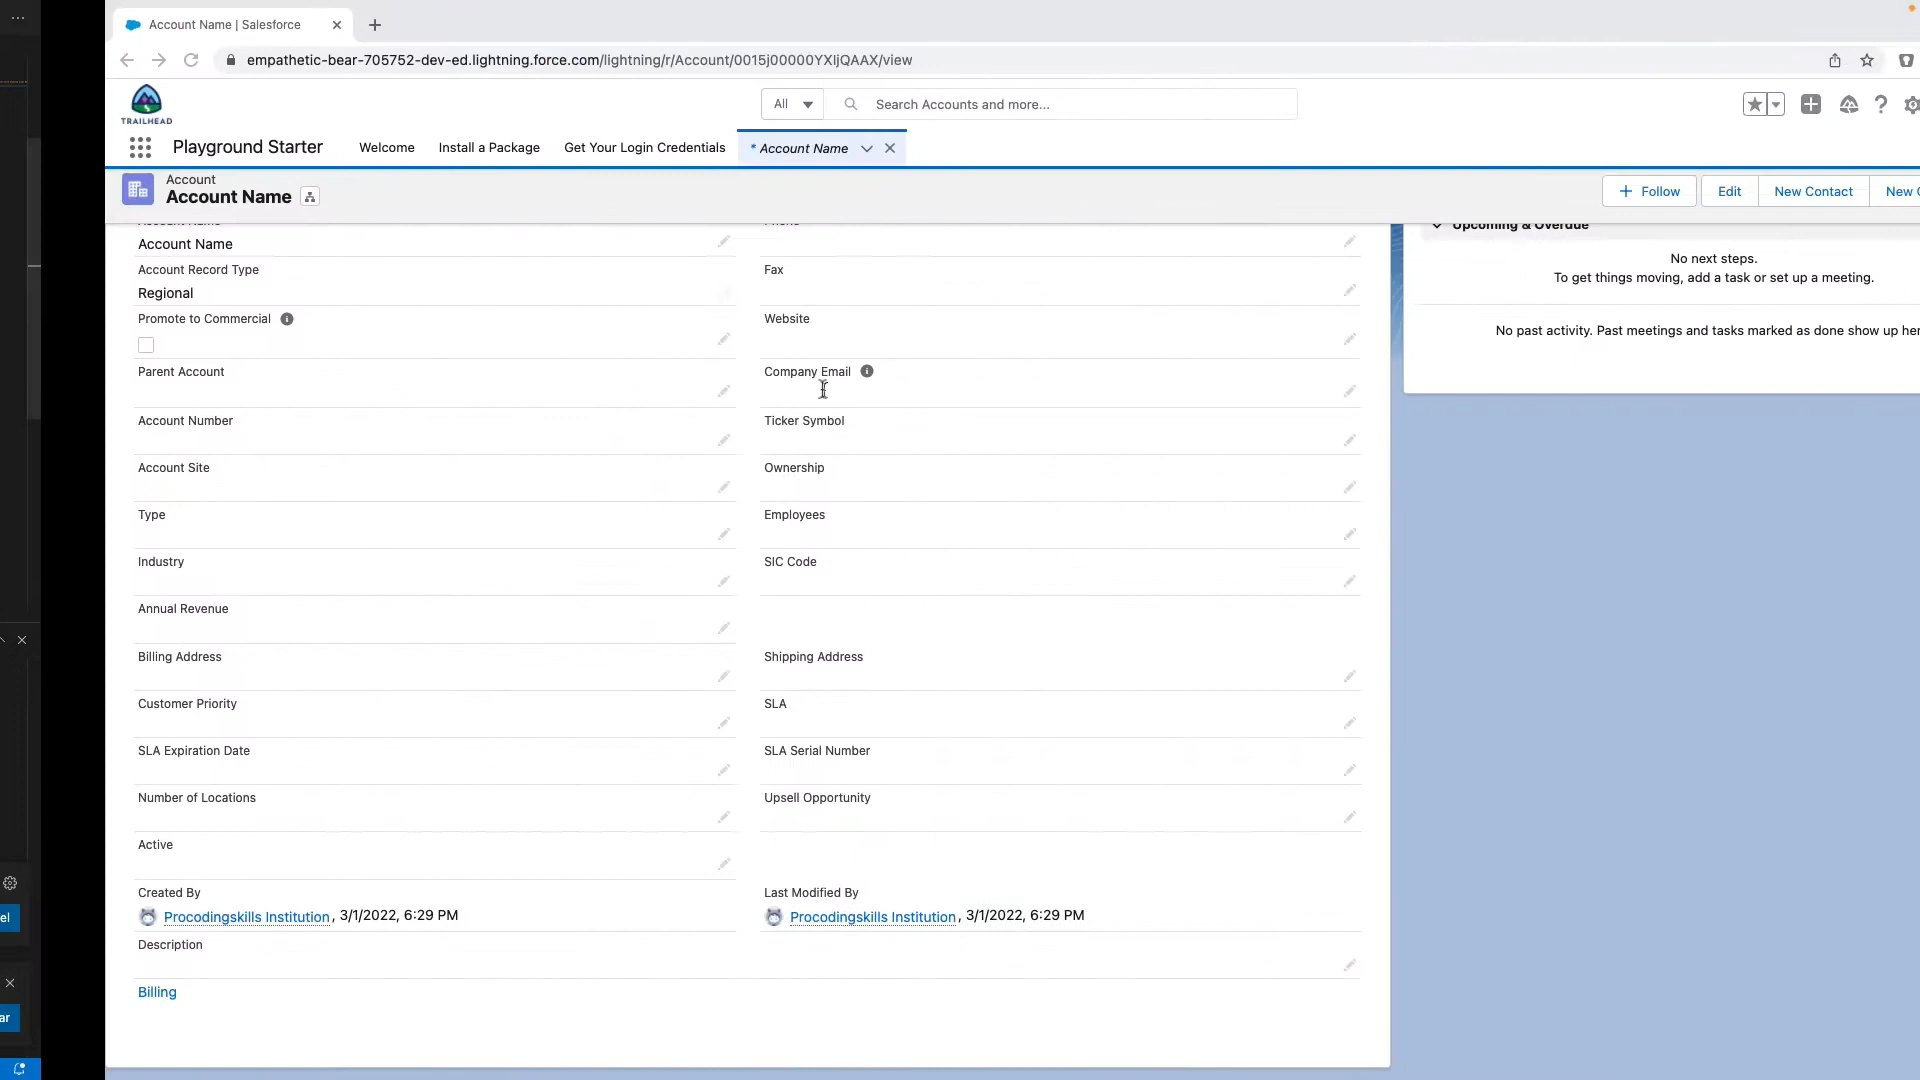 Account Name | Salesforce
empathetic-bear-705752-dev-ed.lightning.force.com/lightning/r/Account/0015j00000YXIjQAAX/view
TRAILHEAD
All
Search Accounts and more...
Playground Starter
Welcome
Install a Package
Get Your Login Credentials
* Account Name
Account
Account Name
Follow
Edit
New Contact
New
Account Name
Account Name
Account Record Type
Regional
Promote to Commercial
Parent Account
Account Number
Account Site
Type
Industry
Annual Revenue
Billing Address
Customer Priority
SLA Expiration Date
Number of Locations
Active
Created By
Procodingskills Institution, 3/1/2022, 6:29 PM
Description
Billing
Phone
Fax
Website
Company Email
Ticker Symbol
Ownership
Employees
SIC Code
Shipping Address
SLA
SLA Serial Number
Upsell Opportunity
Last Modified By
Procodingskills Institution, 3/1/2022, 6:29 PM
Upcoming & Overdue
No next steps.
To get things moving, add a task or set up a meeting.
No past activity. Past meetings and tasks marked as done show up her
el
ar